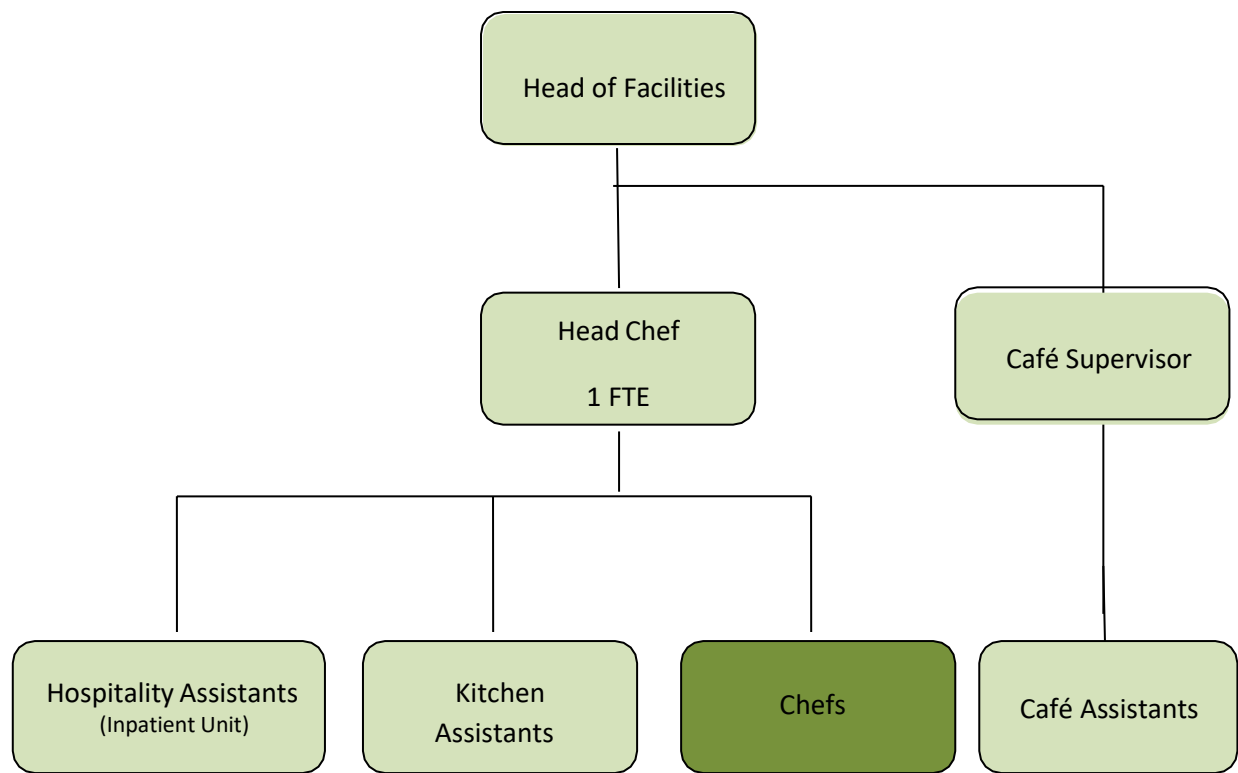 Head of Facilities
Head Chef
1 FTE
Café Supervisor
Hospitality Assistants
(Inpatient Unit)
Kitchen
Assistants
Chefs
Café Assistants